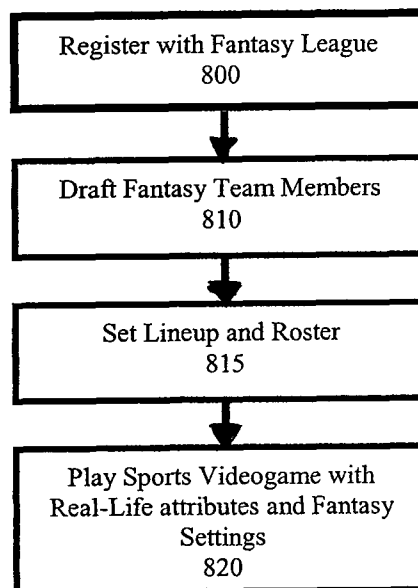 Register with Fantasy League
800
Draft Fantasy Team Members
810
Set Lineup and Roster
815
Play Sports Videogame with
Real-Life attributes and Fantasy
Settings
820